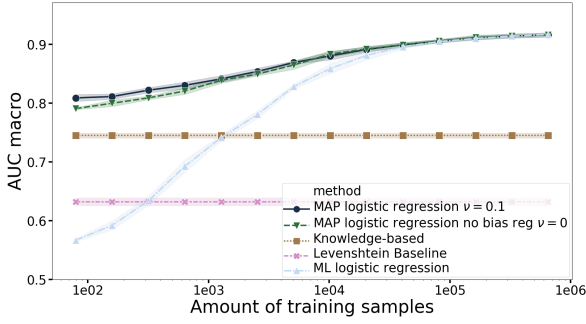 0.9
0.8
0.7
0.6
0.5
AUC macro
method
MAP logistic regression ν = 0.1
MAP logistic regression no bias reg ν = 0
Knowledge-based
Levenshtein Baseline
ML logistic regression
1e02 1e03 1e04 1e05 1e06
Amount of training samples